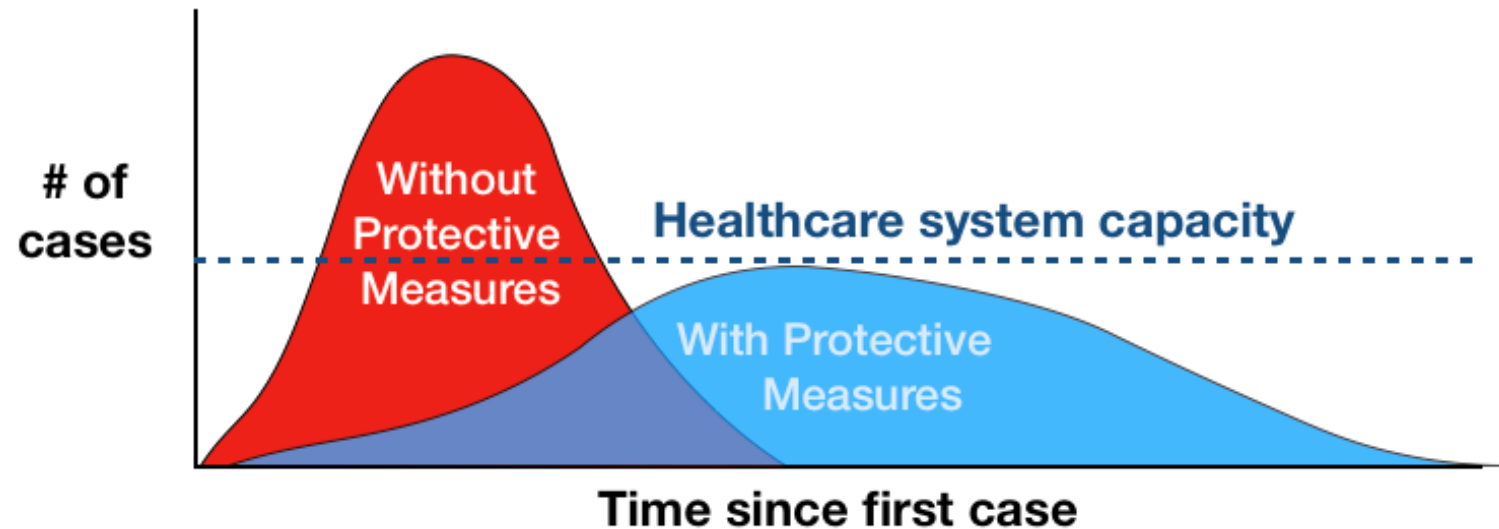 # of
cases
Without
Protective
Measures
Healthcare system capacity
With Protective
Measures
Time since first case